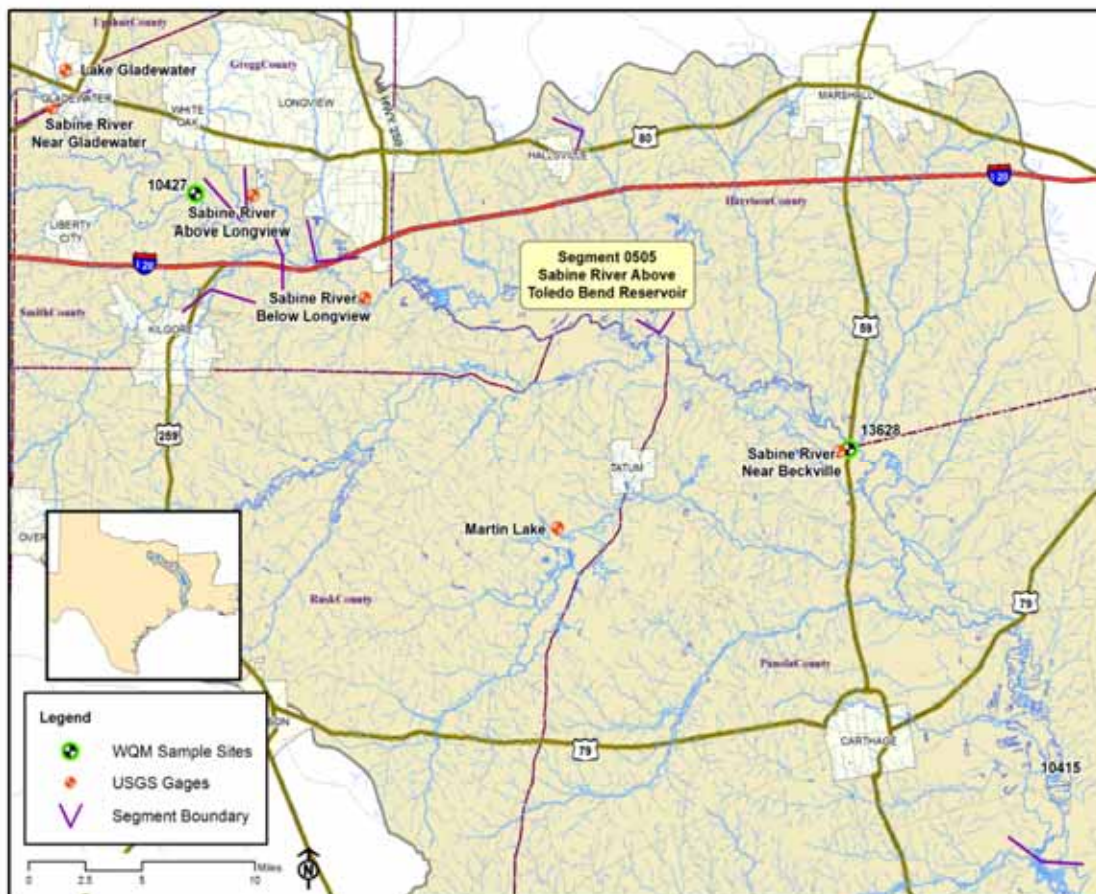 UpshurCounty
Lake Gladewater
GLADEWATER
Sabine River
Near Gladewater
GreggCounty
WHITE
OAK
LONGVIEW
HALLSVILLE
80
MARSHALL
I 20
HarrisonCounty
10427
Sabine River
Above Longview
LIBERTY
CITY
I 20
Segment 0505
Sabine River Above
Toledo Bend Reservoir
SmithCounty
KILGORE
Sabine River
Below Longview
59
259
13628
Sabine River
Near Beckville
TATUM
Martin Lake
OVER
RuskCounty
79
PanolaCounty
SON
79
CARTHAGE
10415
Legend
WQM Sample Sites
USGS Gages
Segment Boundary
0 2.5 5 10
Miles
N